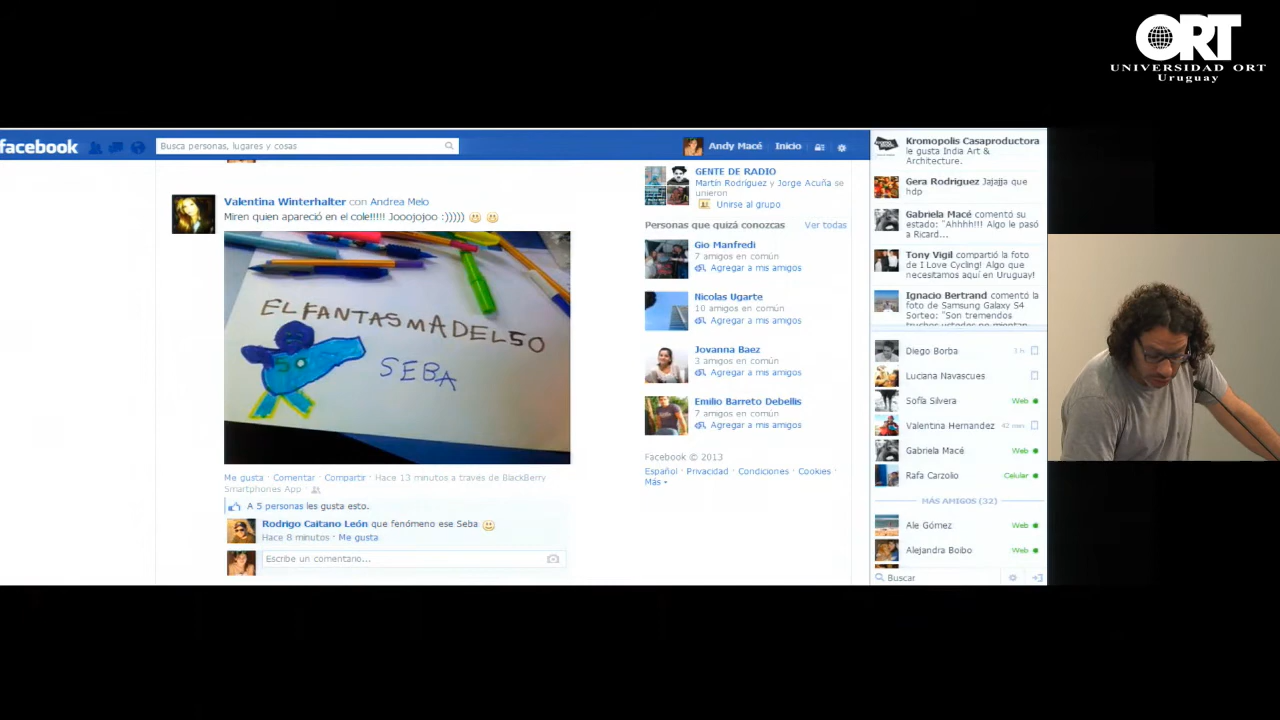 ORT
UNIVERSIDAD ORT
Uruguay
facebook
Busca personas, lugares y cosas
Andy Macé
Inicio
Valentina Winterhalter con Andrea Melo
Miren quien apareció en el cole!!!!! Jooojojoo :)))))
EL FANTASMA DEL 50
SEBA
Me gusta · Comentar · Compartir · Hace 13 minutos a través de BlackBerry
Smartphones App ·
A 5 personas les gusta esto.
Rodrigo Caitano León que fenómeno ese Seba
Hace 8 minutos · Me gusta
Escribe un comentario...
GENTE DE RADIO
Martín Rodriguez y Jorge Acuña se
unieron
Unirse al grupo
Personas que quizá conozcas
Ver todas
Gio Manfredi
7 amigos en común
Agregar a mis amigos
Nicolas Ugarte
10 amigos en común
Agregar a mis amigos
Jovanna Baez
3 amigos en común
Agregar a mis amigos
Emilio Barreto Debellis
7 amigos en común
Agregar a mis amigos
Facebook © 2013
Español · Privacidad · Condiciones · Cookies ·
Más
Kromopolis Casaproductora
le gusta India Art &
Architecture.
Gera Rodriguez Jajajja que
hdp
Gabriela Macé comentó su
estado: "Ahhhh!!! Algo le pasó
a Ricard...
Tony Vigil compartió la foto
de I Love Cycling! Algo que
necesitamos aquí en Uruguay!
Ignacio Bertrand comentó la
foto de Samsung Galaxy S4
Sorteo: "Son tremendos
Diego Borba 3 h
Luciana Navascues
Sofía Silvera Web
Valentina Hernandez 42 min
Gabriela Macé Web
Rafa Carzolio Celular
MÁS AMIGOS (32)
Ale Gómez Web
Alejandra Boibo Web
Buscar